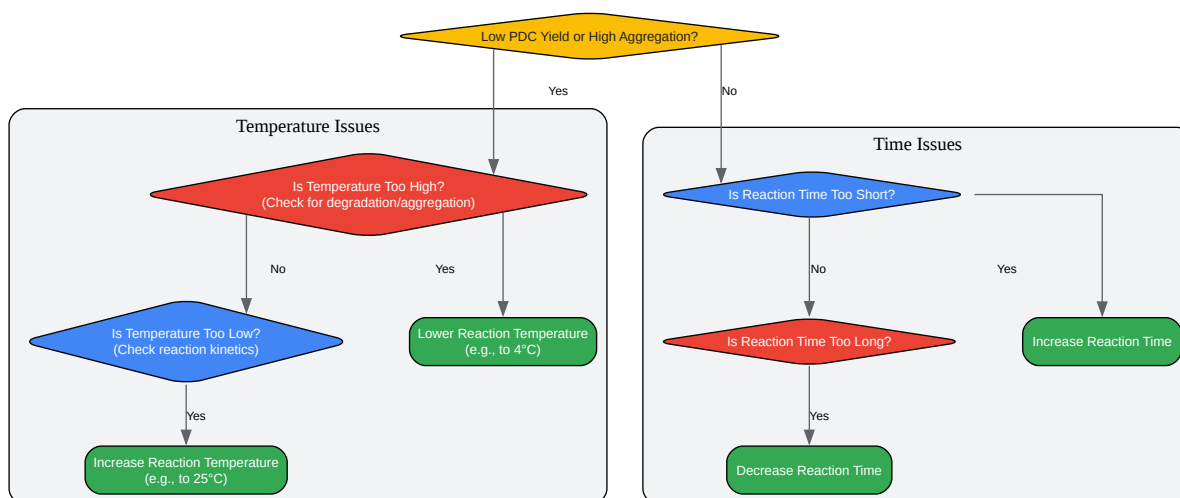 Low PDC Yield or High Aggregation?
Yes
No
Temperature Issues
Is Temperature Too High?
(Check for degradation/aggregation)
No
Yes
Is Temperature Too Low?
(Check reaction kinetics)
Lower Reaction Temperature
(e.g., to 4°C)
Yes
Increase Reaction Temperature
(e.g., to 25°C)
Time Issues
Is Reaction Time Too Short?
No
Yes
Is Reaction Time Too Long?
Increase Reaction Time
Yes
Decrease Reaction Time